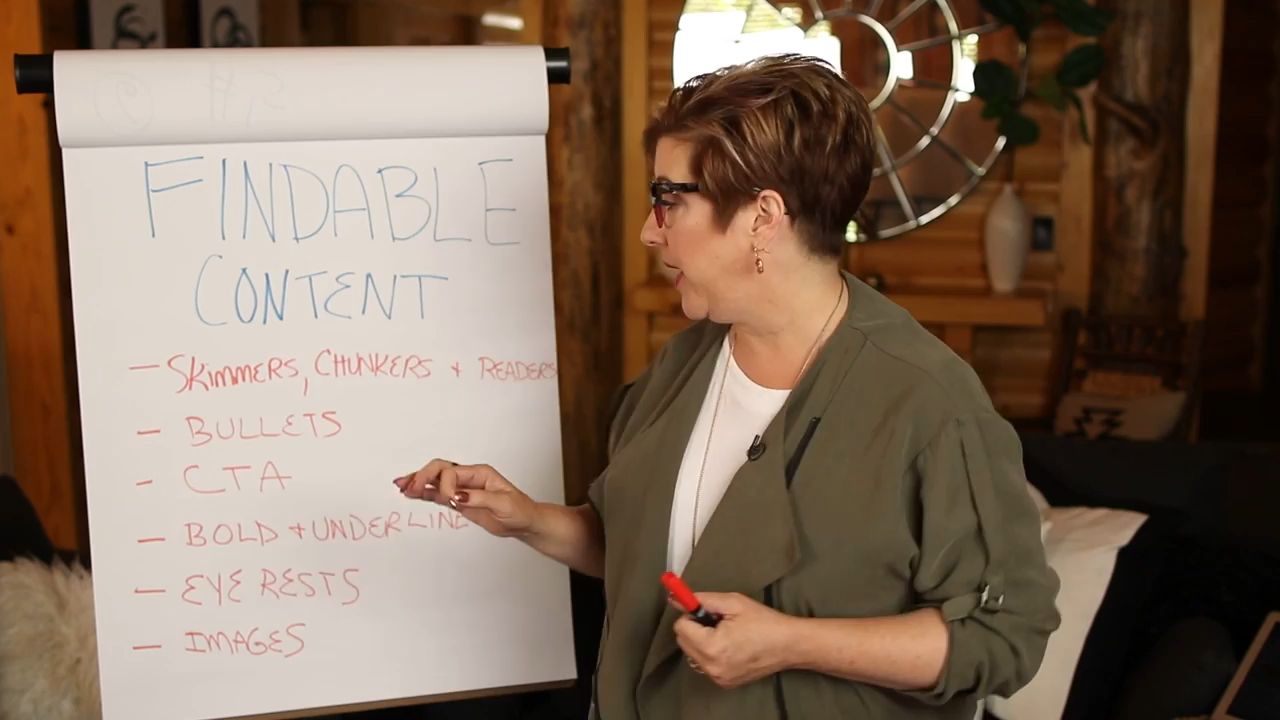 FINDABLE
CONTENT
- SKIMMERS, CHUNKERS + READERS
- BULLETS
- CTA
- BOLD + UNDERLINE
- EYE RESTS
- IMAGES